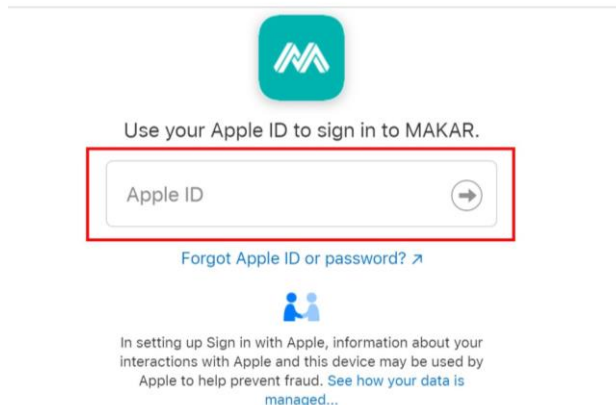 Use your Apple ID to sign in to MAKAR.
Apple ID
Forgot Apple ID or password? ↗
In setting up Sign in with Apple, information about your
interactions with Apple and this device may be used by
Apple to help prevent fraud. See how your data is
managed...